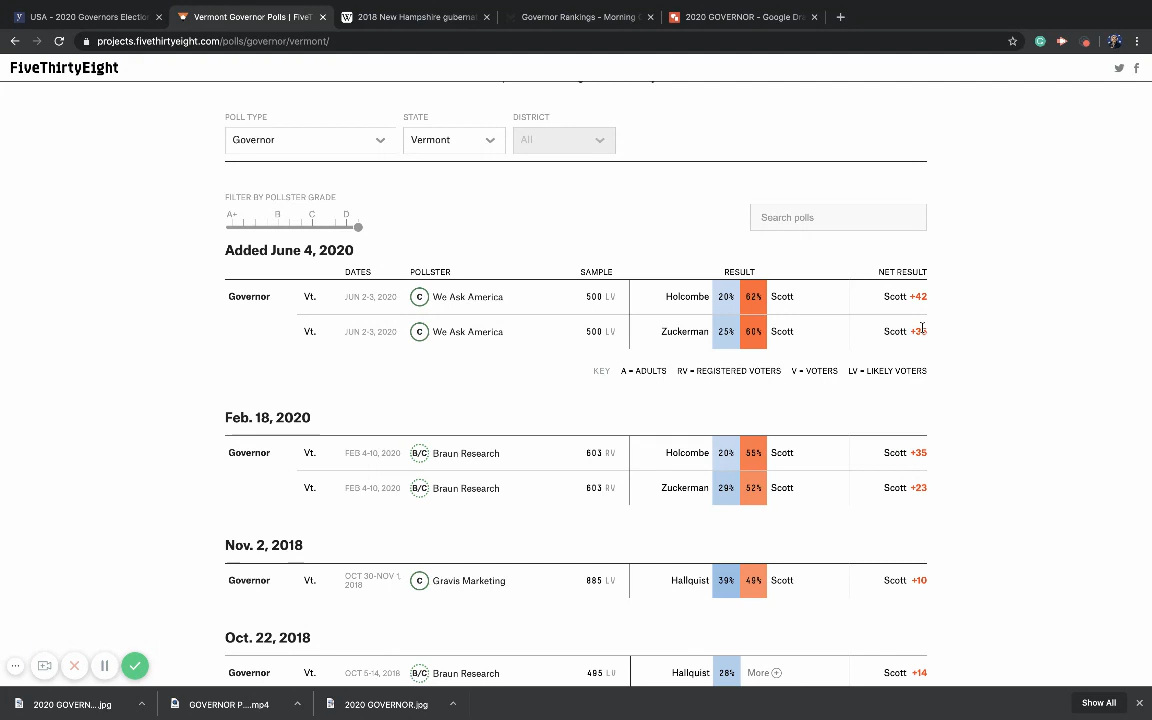 USA - 2020 Governors Election
Vermont Governor Polls | FiveT
2018 New Hampshire gubernat
Governor Rankings - Morning C
2020 GOVERNOR - Google Dra
projects.fivethirtyeight.com/polls/governor/vermont/
FiveThirtyEight
POLL TYPE STATE DISTRICT
Governor Vermont All
FILTER BY POLLSTER GRADE
A+ B C D
Search polls
Added June 4, 2020
DATES POLLSTER SAMPLE RESULT NET RESULT
Governor Vt. JUN 2-3, 2020 C We Ask America 500 LV Holcombe 20% 62% Scott Scott +42
Vt. JUN 2-3, 2020 C We Ask America 500 LV Zuckerman 25% 60% Scott Scott
KEY A = ADULTS RV = REGISTERED VOTERS V = VOTERS LV = LIKELY VOTERS
Feb. 18, 2020
Governor Vt. FEB 4-10, 2020 B/C Braun Research 603 RV Holcombe 20% 55% Scott Scott +35
Vt. FEB 4-10, 2020 B/C Braun Research 603 RV Zuckerman 29% 52% Scott Scott +23
Nov. 2, 2018
Governor Vt. OCT 30-NOV 1, 2018 C Gravis Marketing 885 LV Hallquist 39% 49% Scott Scott +10
Oct. 22, 2018
Governor Vt. OCT 5-14, 2018 B/C Braun Research 495 LV Hallquist 28% More Scott +14
2020 GOVERN....jpg
GOVERNOR P....mp4
2020 GOVERNOR.jpg
Show All